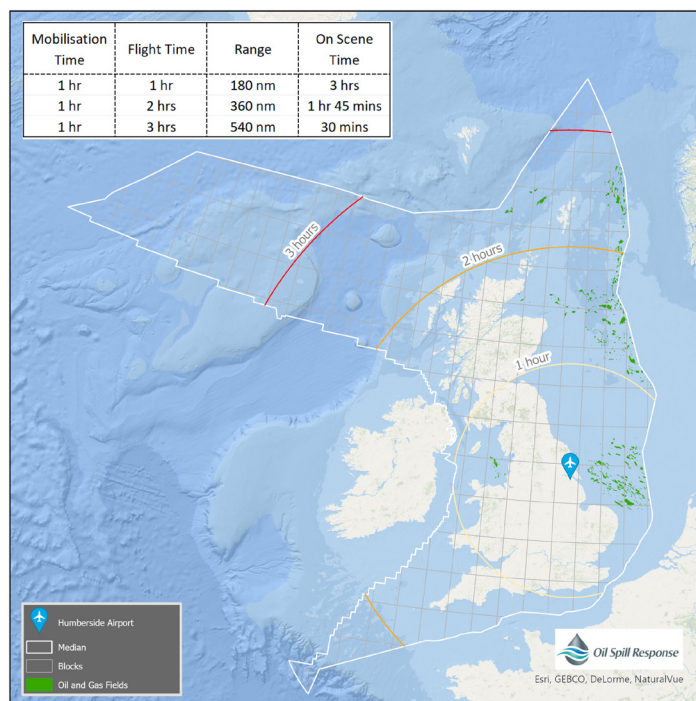 Mobilisation Time Flight Time Range On Scene Time
1 hr 1 hr 180 nm 3 hrs
1 hr 2 hrs 360 nm 1 hr 45 mins
1 hr 3 hrs 540 nm 30 mins
3 hours
2 hours
1 hour
Humberside Airport
Median
Blocks
Oil and Gas Fields
Oil Spill Response
Esri, GEBCO, DeLorme, NaturalVue